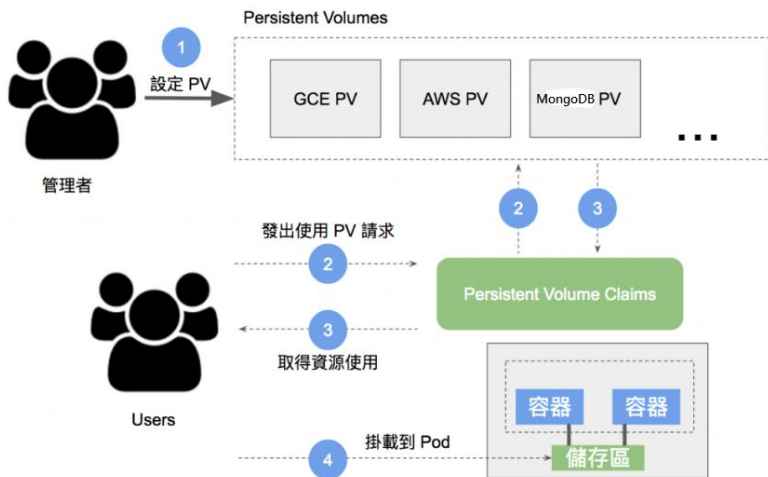 Persistent Volumes
1
設定 PV
GCE PV
AWS PV
MongoDB PV
...
管理者
2
3
發出使用 PV 請求
2
Persistent Volume Claims
3
取得資源使用
Users
容器
容器
掛載到 Pod
4
儲存區